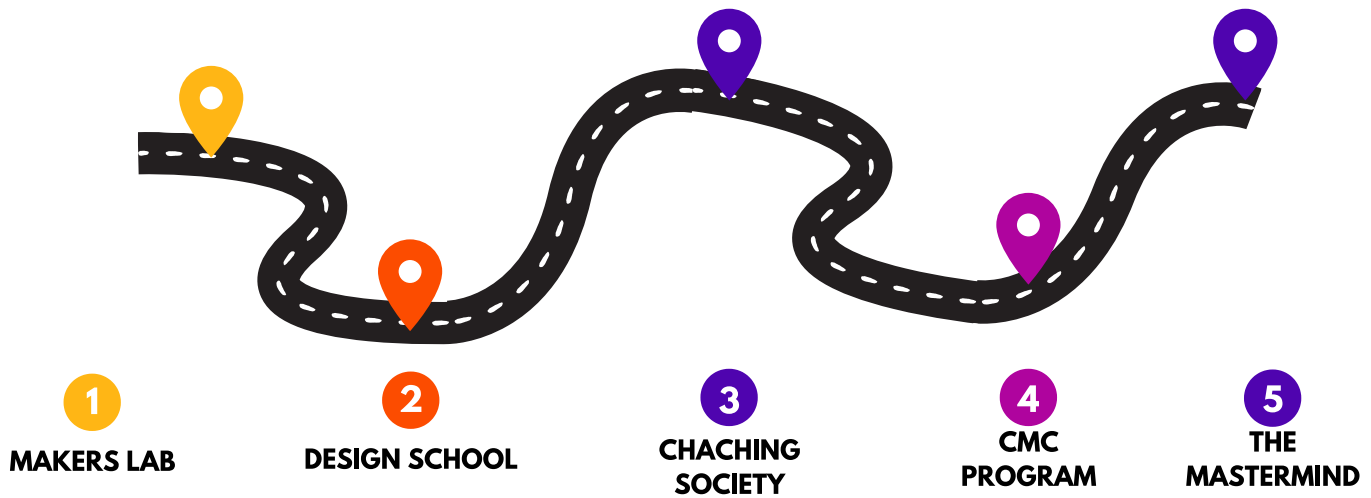 1
MAKERS LAB
2
DESIGN SCHOOL
3
CHACHING
SOCIETY
4
CMC
PROGRAM
5
THE
MASTERMIND